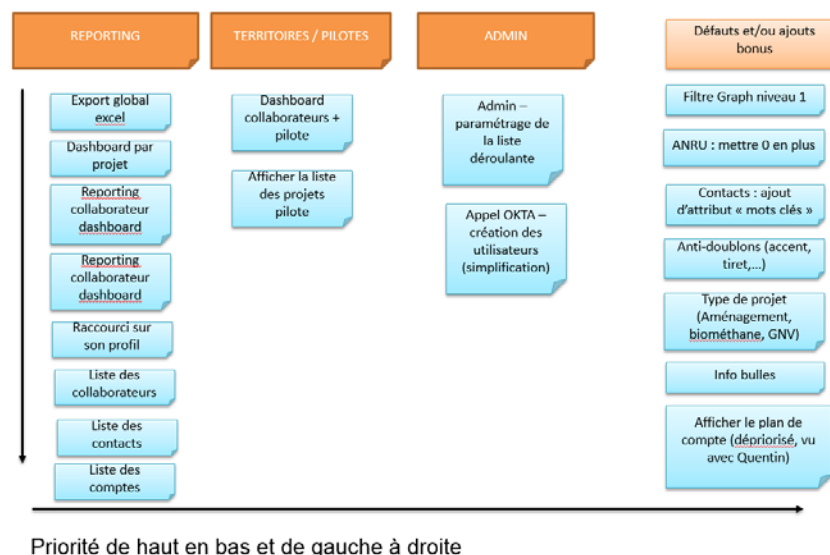 REPORTING
TERRITOIRES / PILOTES
ADMIN
Défauts et/ou ajouts
bonus
Export global
excel
Dashboard par
projet
Reporting
collaborateur
dashboard
Reporting
collaborateur
dashboard
Raccourci sur
son profil
Liste des
collaborateurs
Liste des
contacts
Liste des
comptes
Dashboard
collaborateurs +
pilote
Afficher la liste
des projets
pilote
Admin –
paramétrage de
la liste
déroulante
Appel OKTA –
création des
utilisateurs
(simplification)
Filtre Graph niveau 1
ANRU : mettre 0 en plus
Contacts : ajout
d'attribut « mots clés »
Anti-doublons (accent,
tiret,...)
Type de projet
(Aménagement,
biométhane, GNV)
Info bulles
Afficher le plan de
compte (dépriorisé, vu
avec Quentin)
Priorité de haut en bas et de gauche à droite